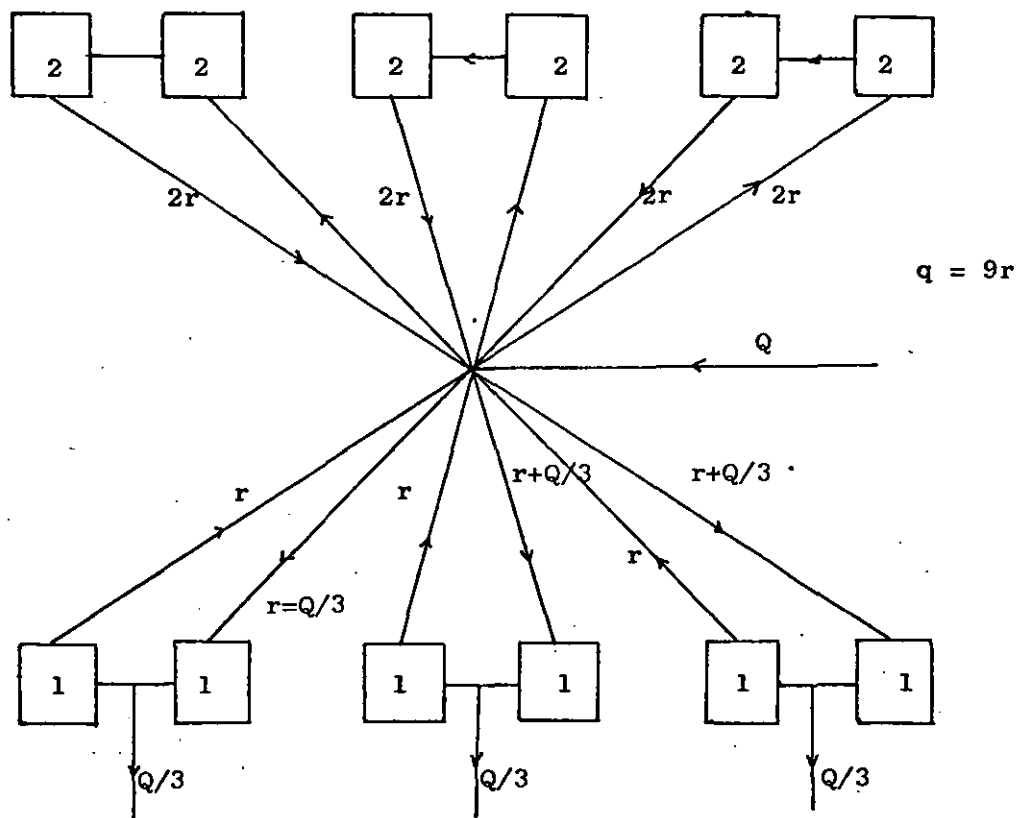 2 2 2 2 2 2
2r 2r 2r 2r
q = 9r
Q
r r r+Q/3 r+Q/3
r
r=Q/3
1 1 1 1 1 1
Q/3 Q/3 Q/3